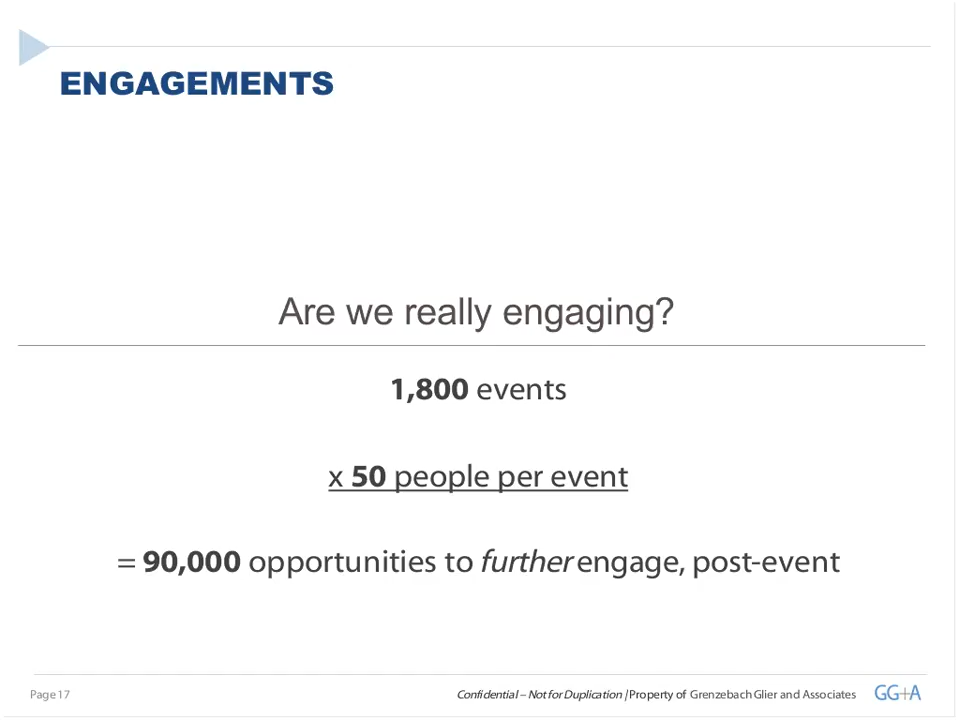 ENGAGEMENTS
Are we really engaging?
1,800 events
x 50 people per event
= 90,000 opportunities to further engage, post-event
Page 17
Confidential – Not for Duplication | Property of Grenzebach Glier and Associates
GG+A